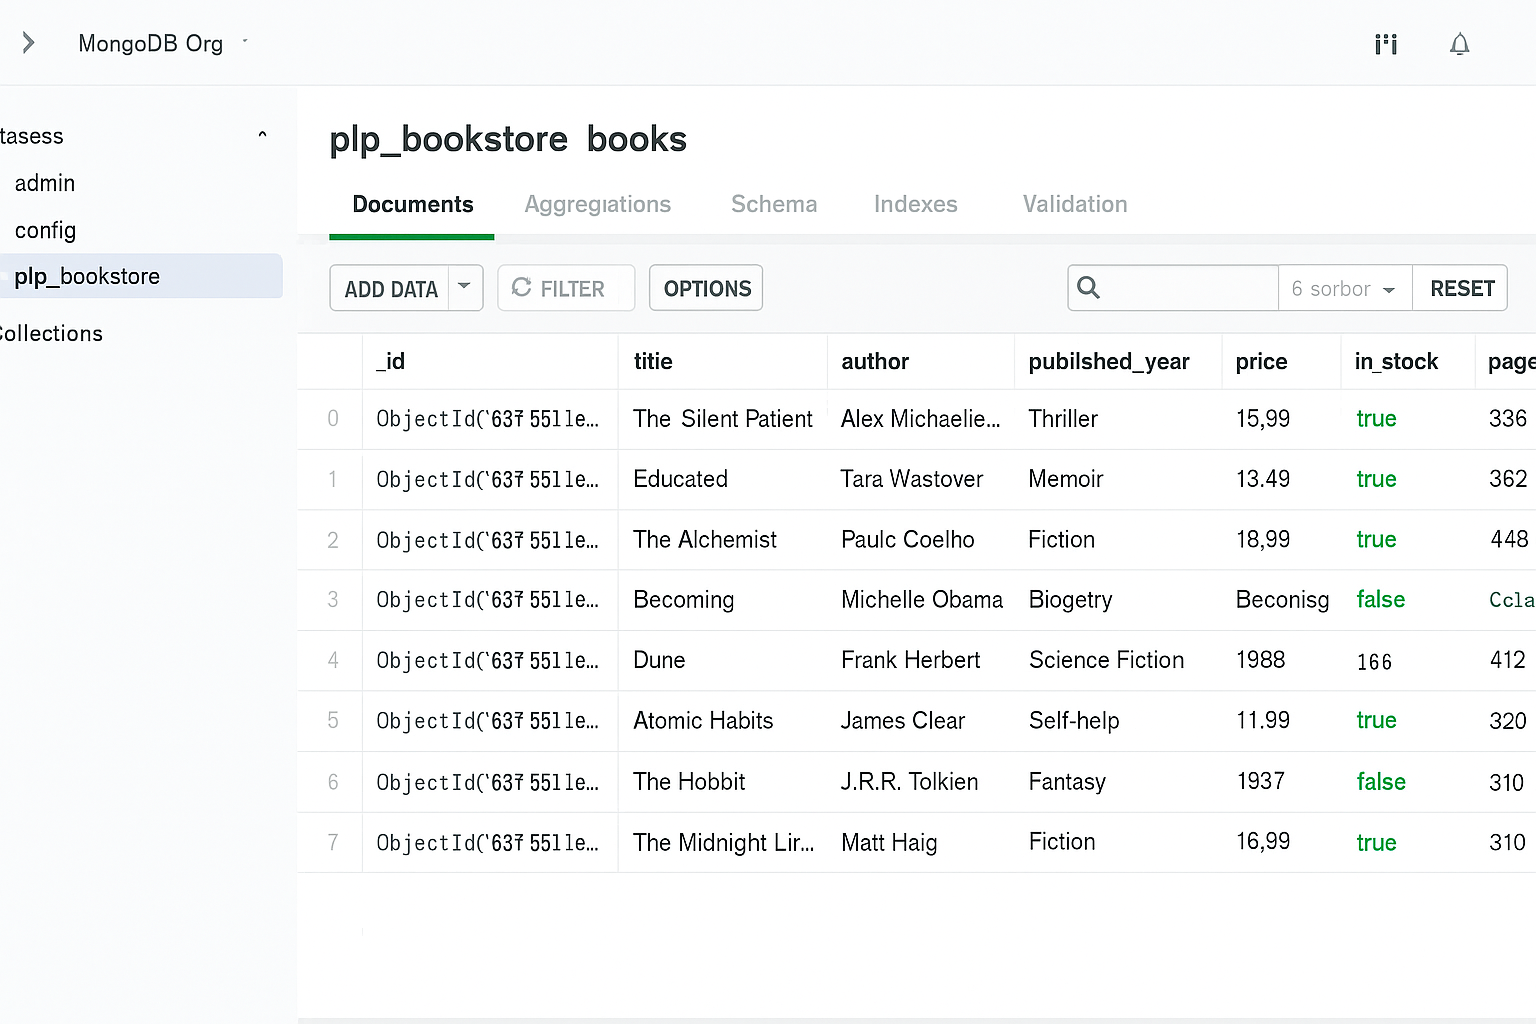 MongoDB Org
tasess
admin
config
plp_bookstore
Collections
plp_bookstore books
Documents Aggregiations Schema Indexes Validation
ADD DATA FILTER OPTIONS 6 sorbor RESET
_id titie author pubilshed_year price in_stock page
0 ObjectId('637 551le... The Silent Patient Alex Michaelie... Thriller 15,99 true 336
1 ObjectId('637 551le... Educated Tara Wastover Memoir 13.49 true 362
2 ObjectId('637 551le... The Alchemist Paulc Coelho Fiction 18,99 true 448
3 ObjectId('637 551le... Becoming Michelle Obama Biogetry Beconisg false Ccla
4 ObjectId('637 551le... Dune Frank Herbert Science Fiction 1988 166 412
5 ObjectId('637 551le... Atomic Habits James Clear Self-help 11.99 true 320
6 ObjectId('637 551le... The Hobbit J.R.R. Tolkien Fantasy 1937 false 310
7 ObjectId('637 551le... The Midnight Lir... Matt Haig Fiction 16,99 true 310